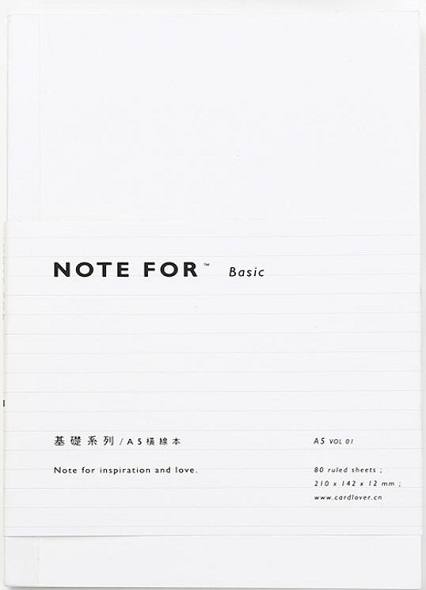 NOTE FOR™ Basic
基礎系列 / A5橫線本
A5 VOL 01
Note for inspiration and love.
80 ruled sheets ;
210 x 142 x 12 mm ;
www.cardlover.cn